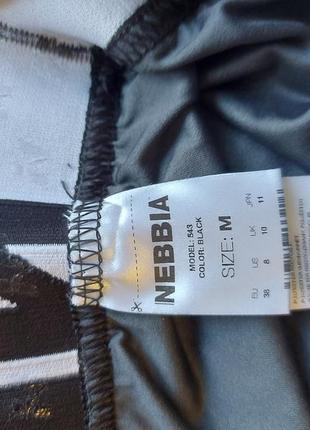 NEBBIA
MODEL: 543
COLOR: BLACK
SIZE: M
EU US UK JPN
38 8 10 11